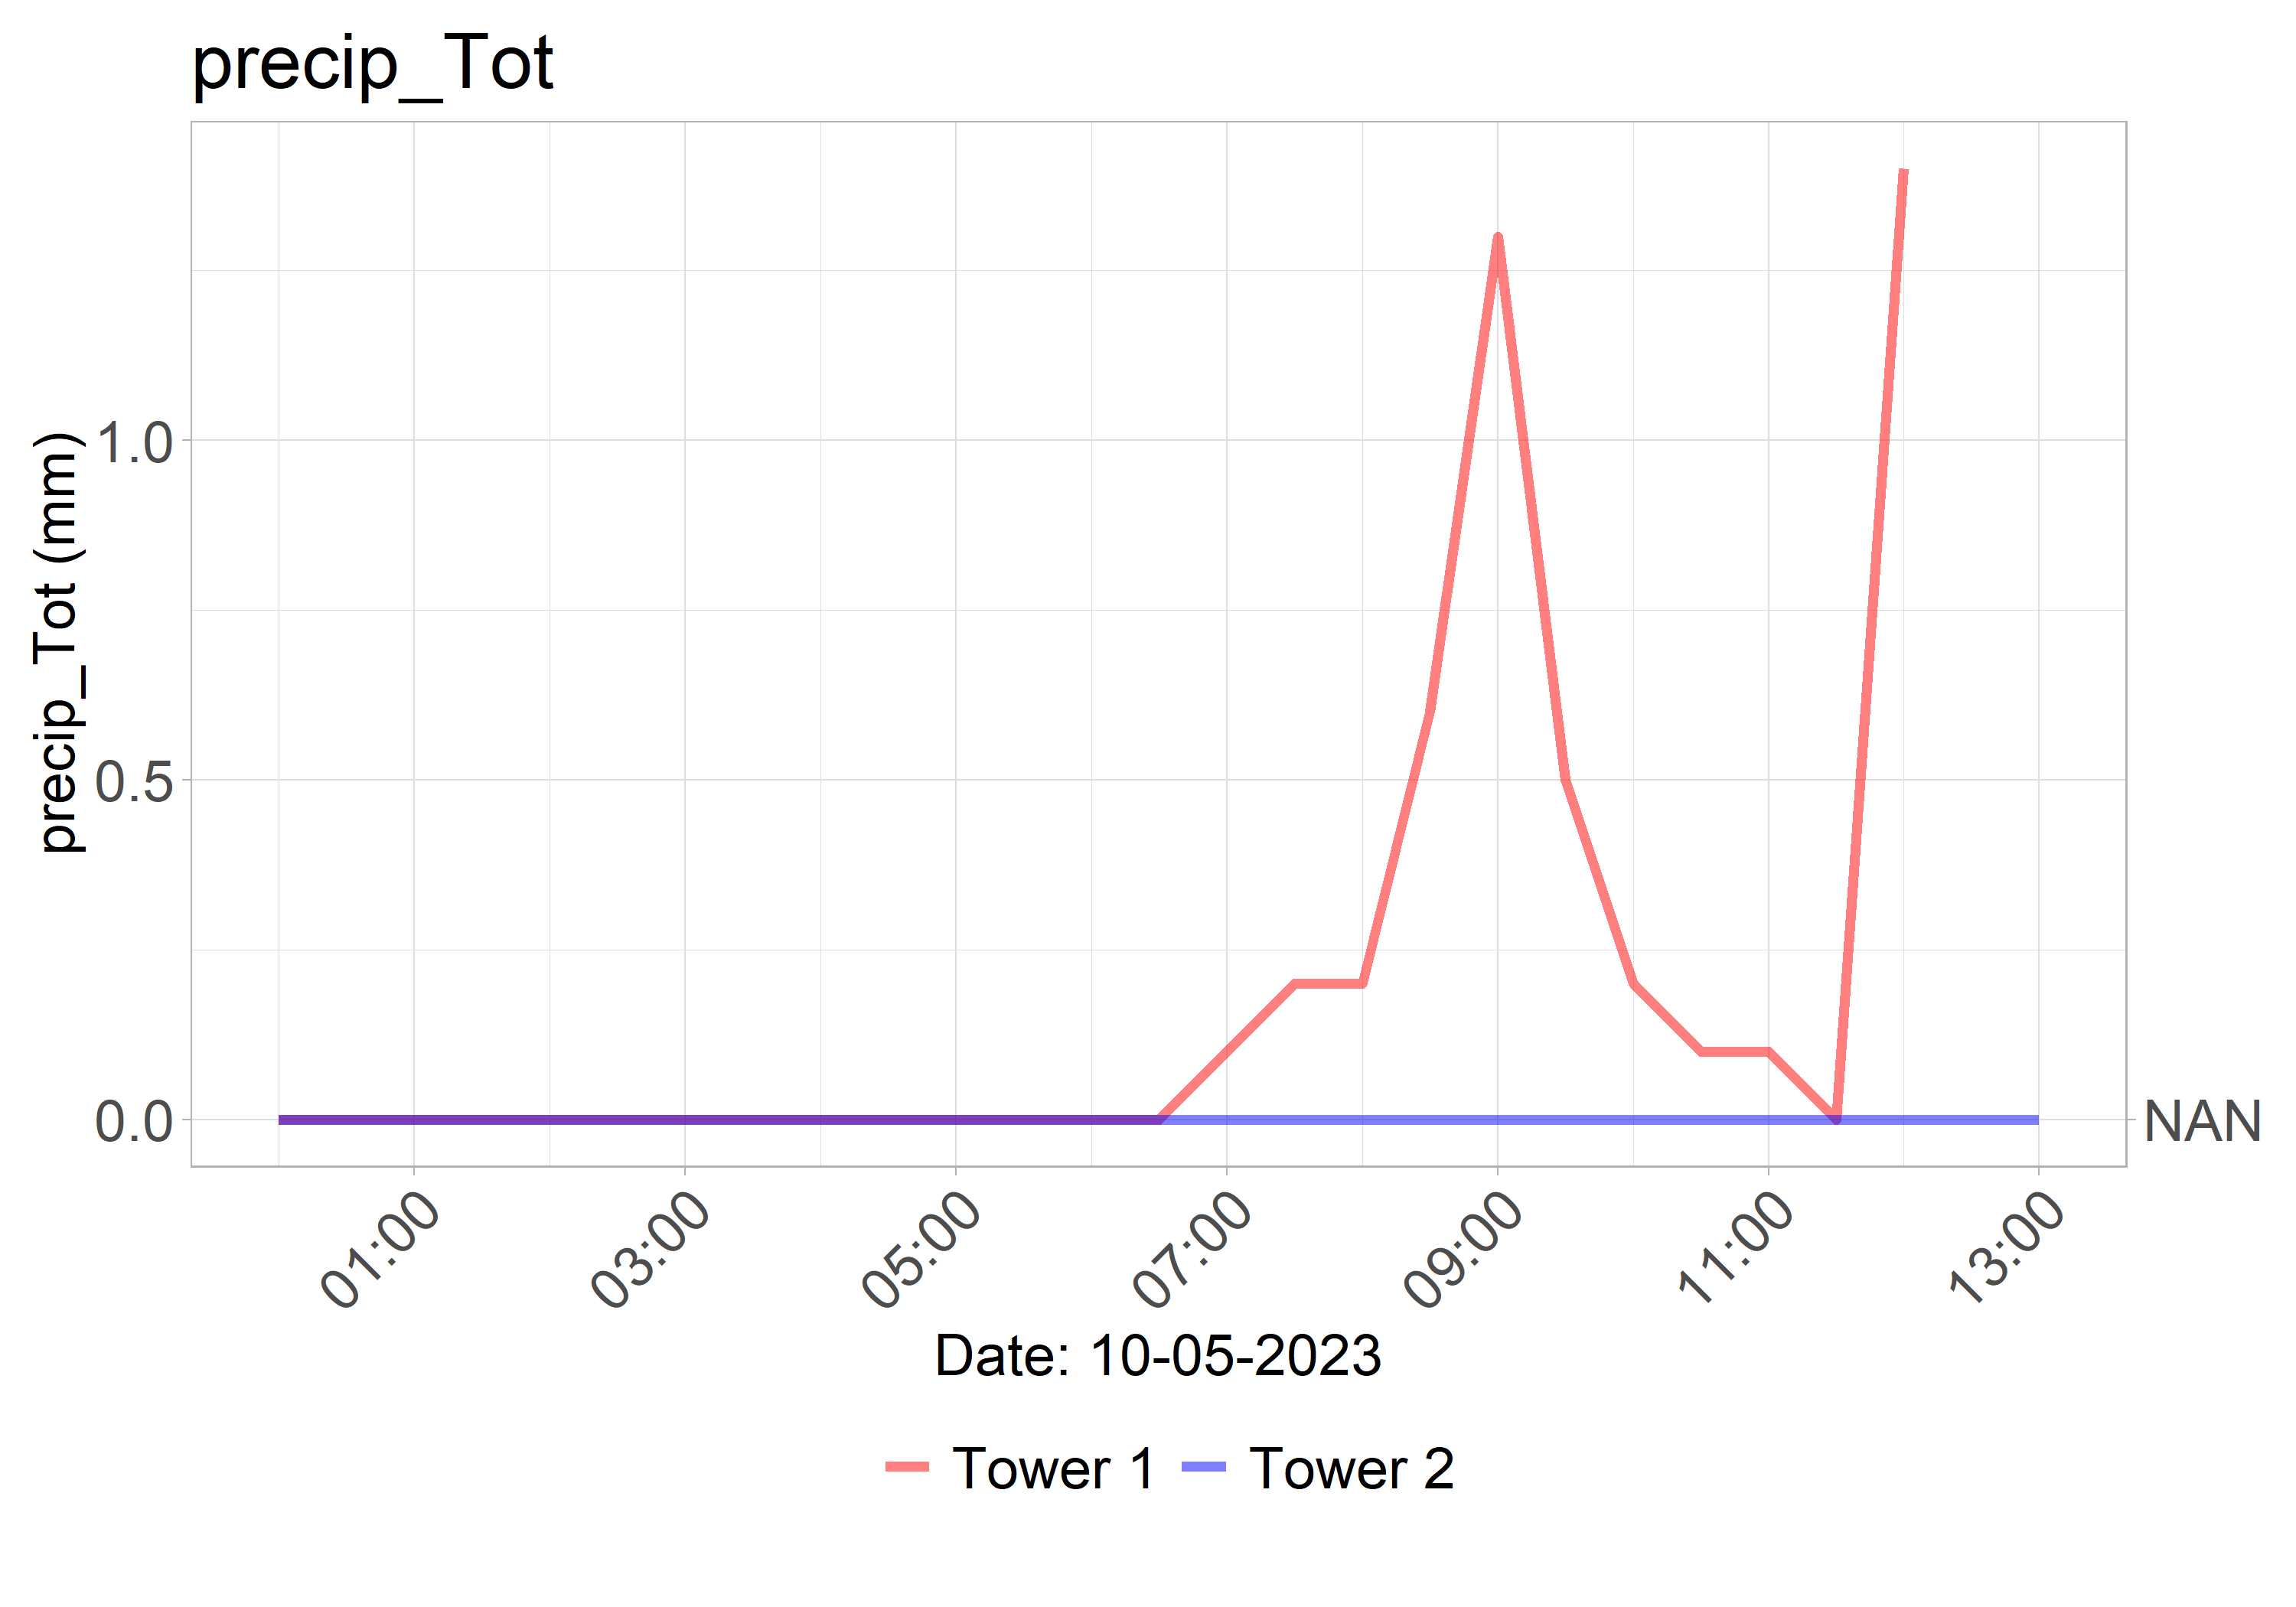 precip_Tot
precip_Tot (mm)
1.0
0.5
0.0
NAN
01:00 03:00 05:00 07:00 09:00 11:00 13:00
Date: 10-05-2023
Tower 1 Tower 2